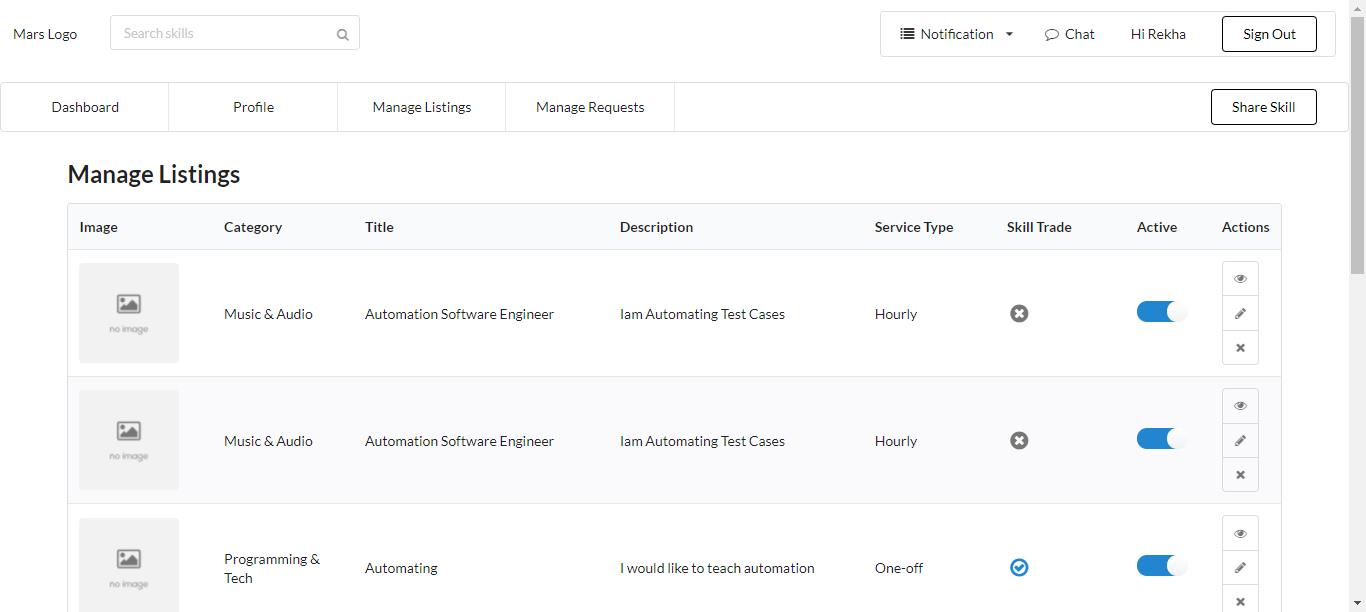 Mars Logo
Search skills
Notification
Chat
Hi Rekha
Sign Out
Dashboard
Profile
Manage Listings
Manage Requests
Share Skill
Manage Listings
Image Category Title Description Service Type Skill Trade Active Actions
no image
Music & Audio Automation Software Engineer Iam Automating Test Cases Hourly
no image
Music & Audio Automation Software Engineer Iam Automating Test Cases Hourly
no image
Programming &
Tech
Automating I would like to teach automation One-off